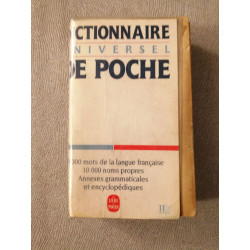 CTIONNAIRE
NIVERSEL
DE POCHE
000 mots de la langue française
10 000 noms propres
Annexes grammaticales
et encyclopédiques